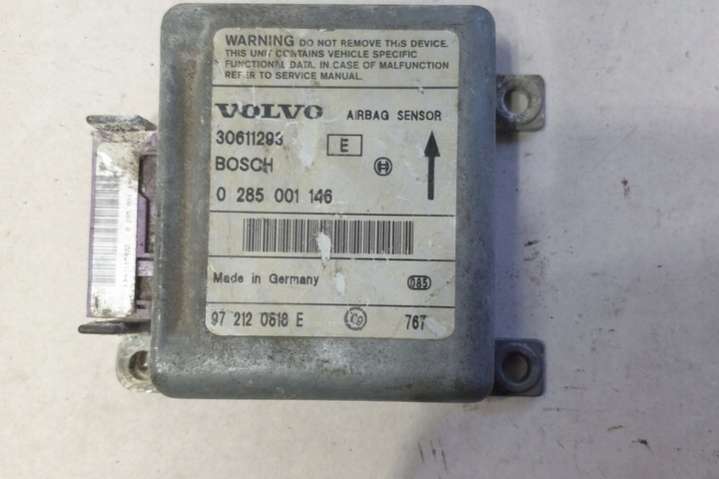 WARNING DO NOT REMOVE THIS DEVICE.
THIS UNIT CONTAINS VEHICLE SPECIFIC
FUNCTIONAL DATA. IN CASE OF MALFUNCTION
REFER TO SERVICE MANUAL.
VOLVO AIRBAG SENSOR
30611293 E
BOSCH
0 285 001 146
Made in Germany 085
97 212 0618 E 767